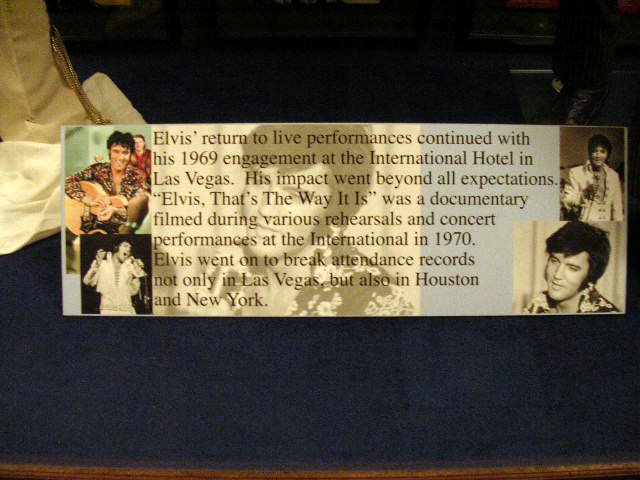 Elvis' return to live performances continued with
his 1969 engagement at the International Hotel in
Las Vegas. His impact went beyond all expectations.
"Elvis, That's The Way It Is" was a documentary
filmed during various rehearsals and concert
performances at the International in 1970.
Elvis went on to break attendance records
not only in Las Vegas, but also in Houston
and New York.